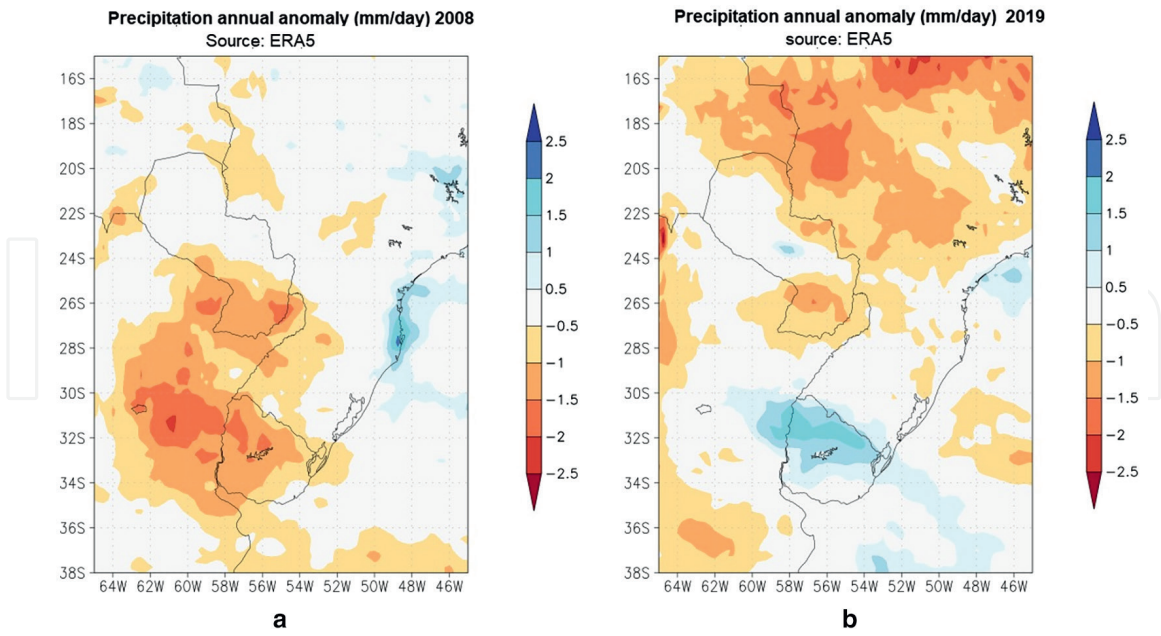 Precipitation annual anomaly (mm/day) 2008
Source: ERA5
16S
18S
20S
22S
24S
26S
28S
30S
32S
34S
36S
38S
64W 62W 60W 58W 56W 54W 52W 50W 48W 46W
2.5
2
1.5
1
0.5
−0.5
−1
−1.5
−2
−2.5
a
Precipitation annual anomaly (mm/day) 2019
source: ERA5
16S
18S
20S
22S
24S
26S
28S
30S
32S
34S
36S
38S
64W 62W 60W 58W 56W 54W 52W 50W 48W 46W
2.5
2
1.5
1
0.5
−0.5
−1
−1.5
−2
−2.5
b